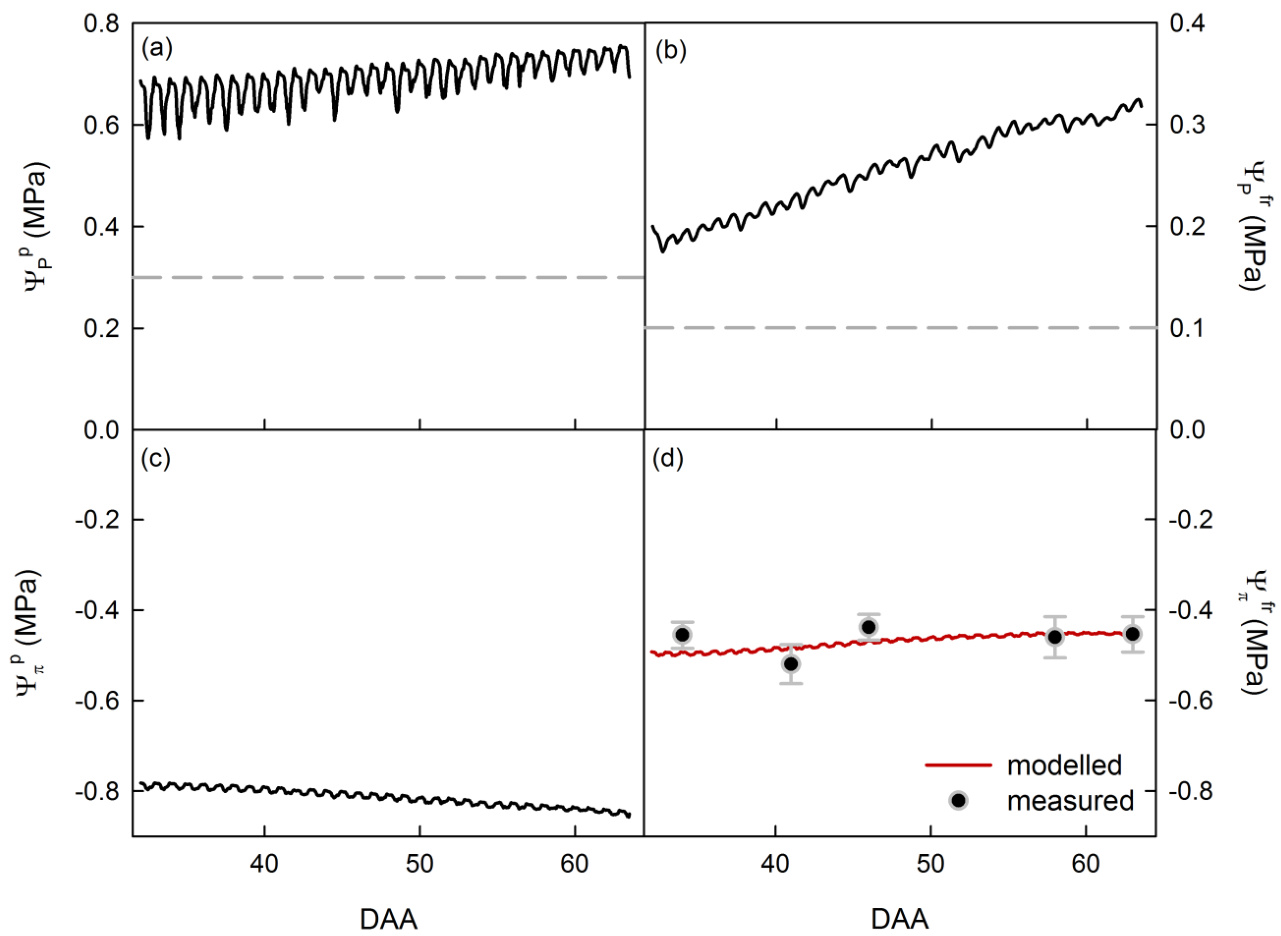 (a)
0.8
0.6
0.4
0.2
0.0
Ψ_P^p (MPa)
(b)
0.4
0.3
0.2
0.1
0.0
Ψ_P^fr (MPa)
(c)
-0.2
-0.4
-0.6
-0.8
Ψ_π^p (MPa)
40 50 60
DAA
(d)
modelled
measured
-0.2
-0.4
-0.6
-0.8
Ψ_π^fr (MPa)
40 50 60
DAA